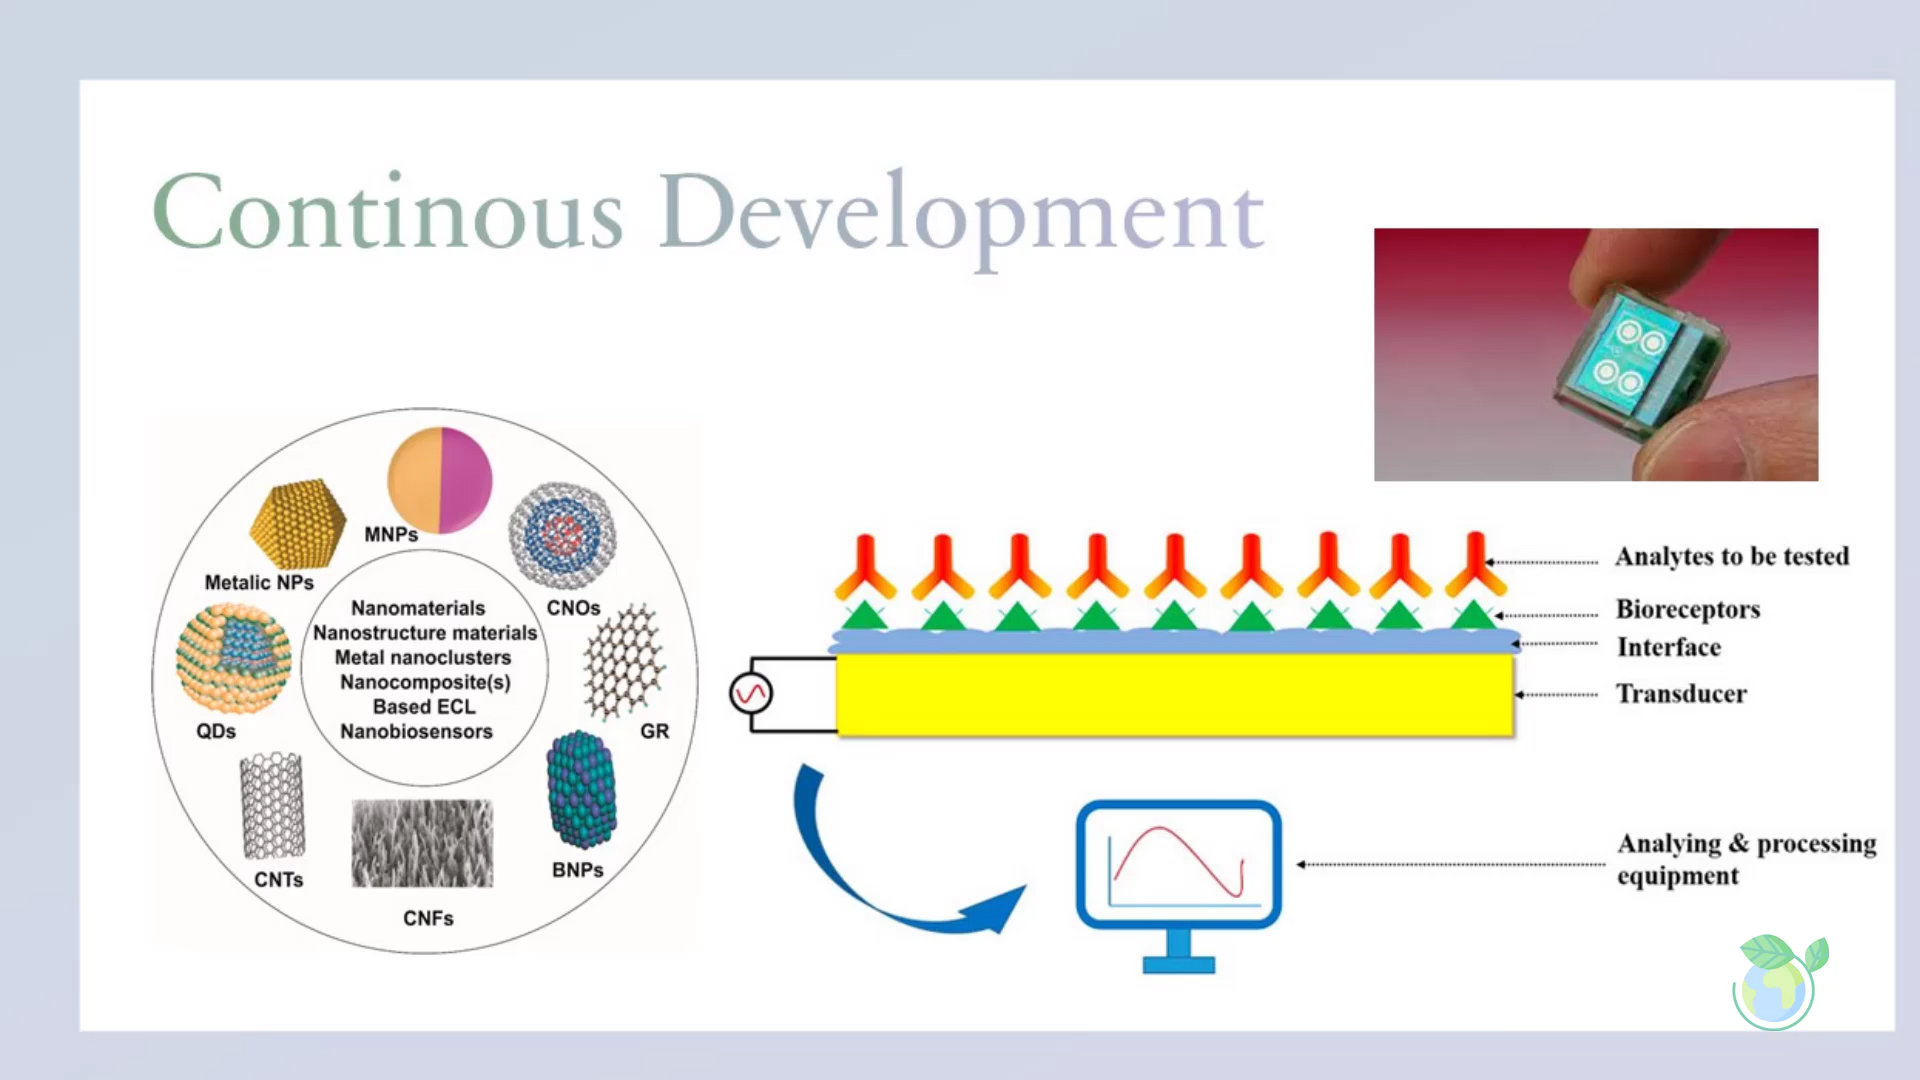 Continous Development
MNPs
Metalic NPs
CNOs
QDs
GR
CNTs
BNPs
CNFs
Nanomaterials
Nanostructure materials
Metal nanoclusters
Nanocomposite(s)
Based ECL
Nanobiosensors
Analytes to be tested
Bioreceptors
Interface
Transducer
Analying & processing
equipment